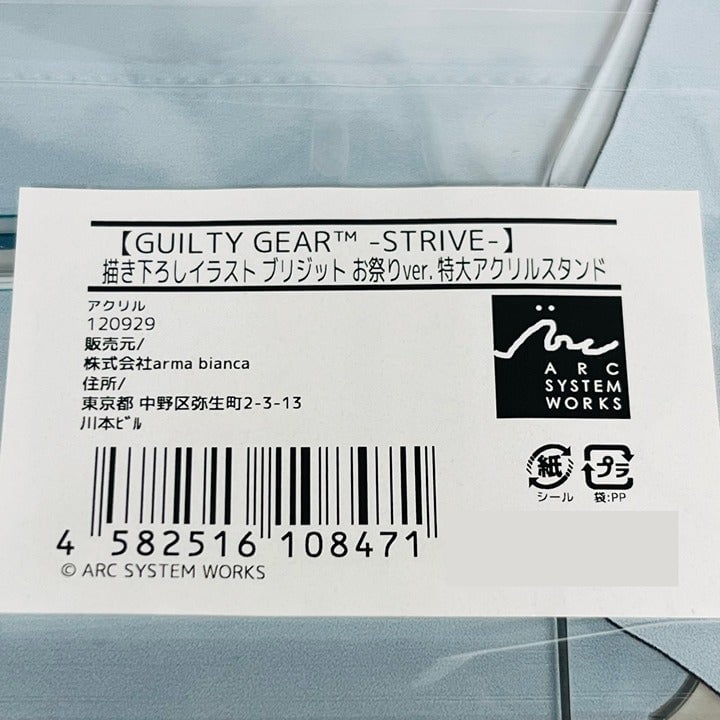 【GUILTY GEAR™ -STRIVE-】
描き下ろしイラスト ブリジット お祭りver. 特大アクリルスタンド
アクリル
120929
販売元/
株式会社arma bianca
住所/
東京都 中野区弥生町2-3-13
川本ビル
Arc
ARC
SYSTEM
WORKS
紙
シール
プラ
袋:PP
4 582516 108471
© ARC SYSTEM WORKS